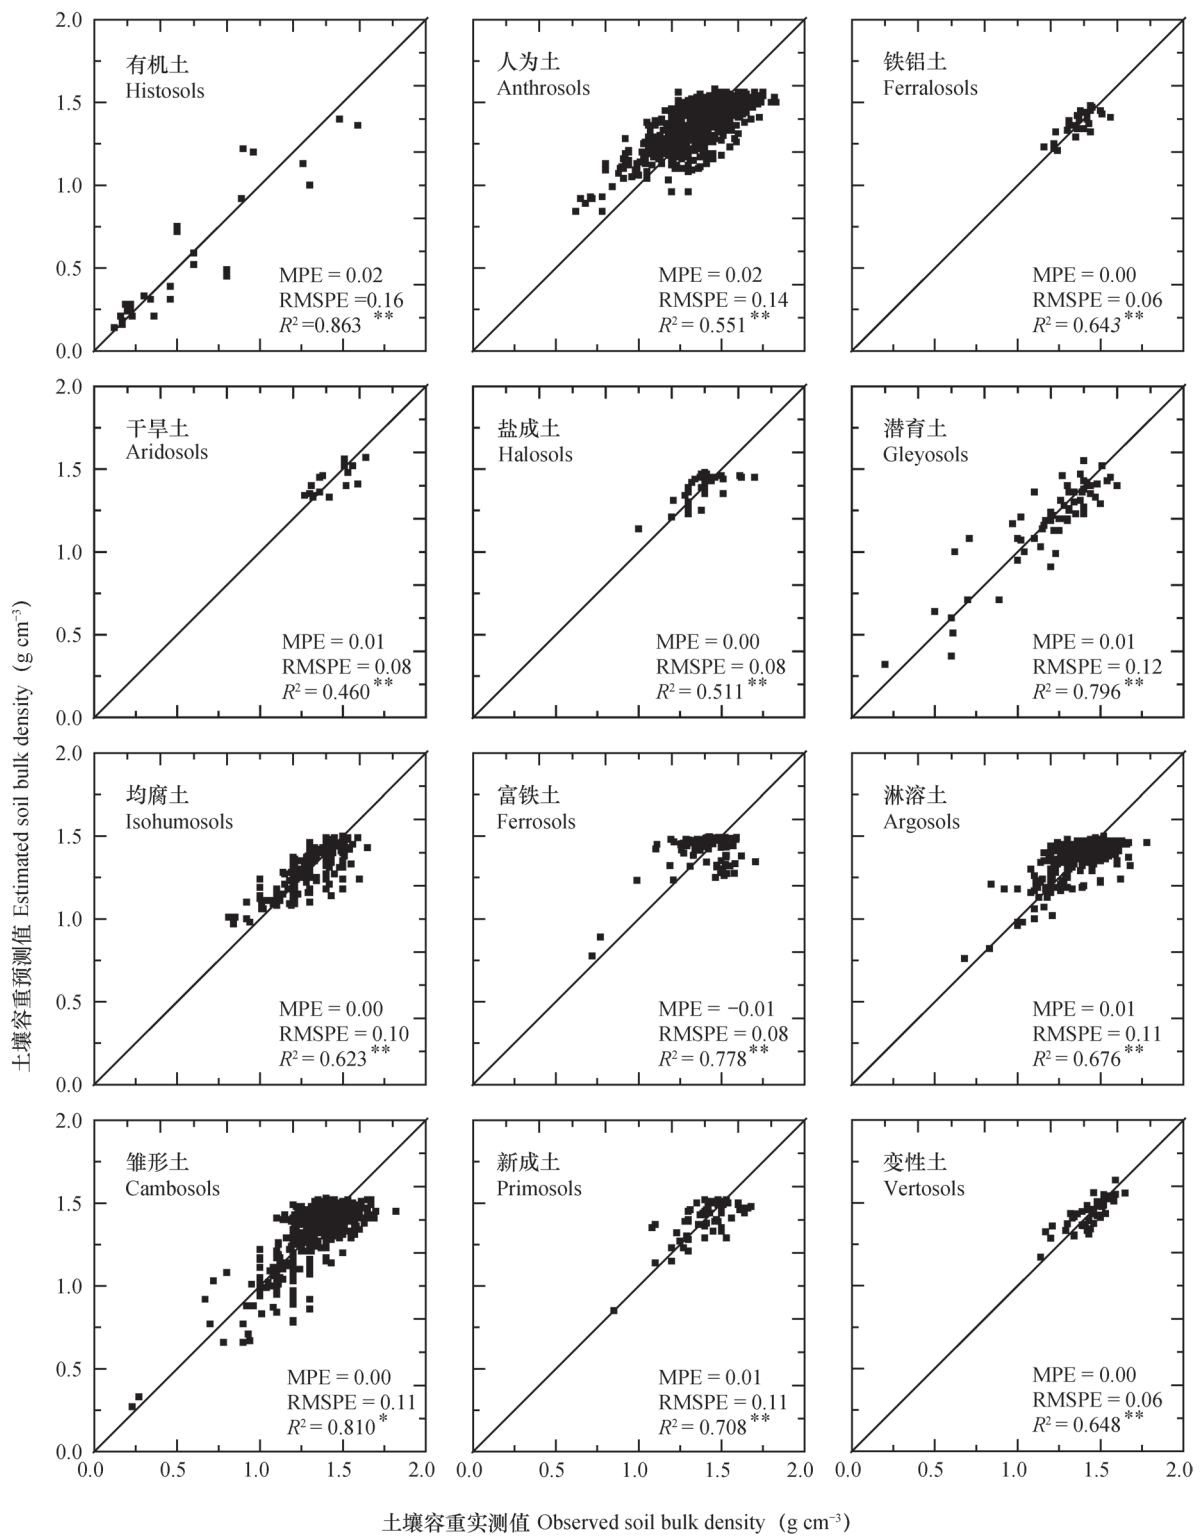 2.0
1.5
1.0
0.5
0.0
有机土
Histosols
MPE = 0.02
RMSPE =0.16
R² =0.863 **
人为土
Anthrosols
MPE = 0.02
RMSPE = 0.14
R² = 0.551 **
铁铝土
Ferralosols
MPE = 0.00
RMSPE = 0.06
R² = 0.643 **
2.0
1.5
1.0
0.5
0.0
干旱土
Aridosols
MPE = 0.01
RMSPE = 0.08
R² = 0.460 **
盐成土
Halosols
MPE = 0.00
RMSPE = 0.08
R² = 0.511 **
潜育土
Gleyosols
MPE = 0.01
RMSPE = 0.12
R² = 0.796 **
土壤容重预测值 Estimated soil bulk density（g cm⁻³）
2.0
1.5
1.0
0.5
0.0
均腐土
Isohumosols
MPE = 0.00
RMSPE = 0.10
R² = 0.623 **
富铁土
Ferrosols
MPE = −0.01
RMSPE = 0.08
R² = 0.778 **
淋溶土
Argosols
MPE = 0.01
RMSPE = 0.11
R² = 0.676 **
2.0
1.5
1.0
0.5
0.0
雏形土
Cambosols
MPE = 0.00
RMSPE = 0.11
R² = 0.810 *
新成土
Primosols
MPE = 0.01
RMSPE = 0.11
R² = 0.708 **
变性土
Vertosols
MPE = 0.00
RMSPE = 0.06
R² = 0.648 **
0.0 0.5 1.0 1.5 2.0 0.0 0.5 1.0 1.5 2.0 0.0 0.5 1.0 1.5 2.0
土壤容重实测值 Observed soil bulk density（g cm⁻³）